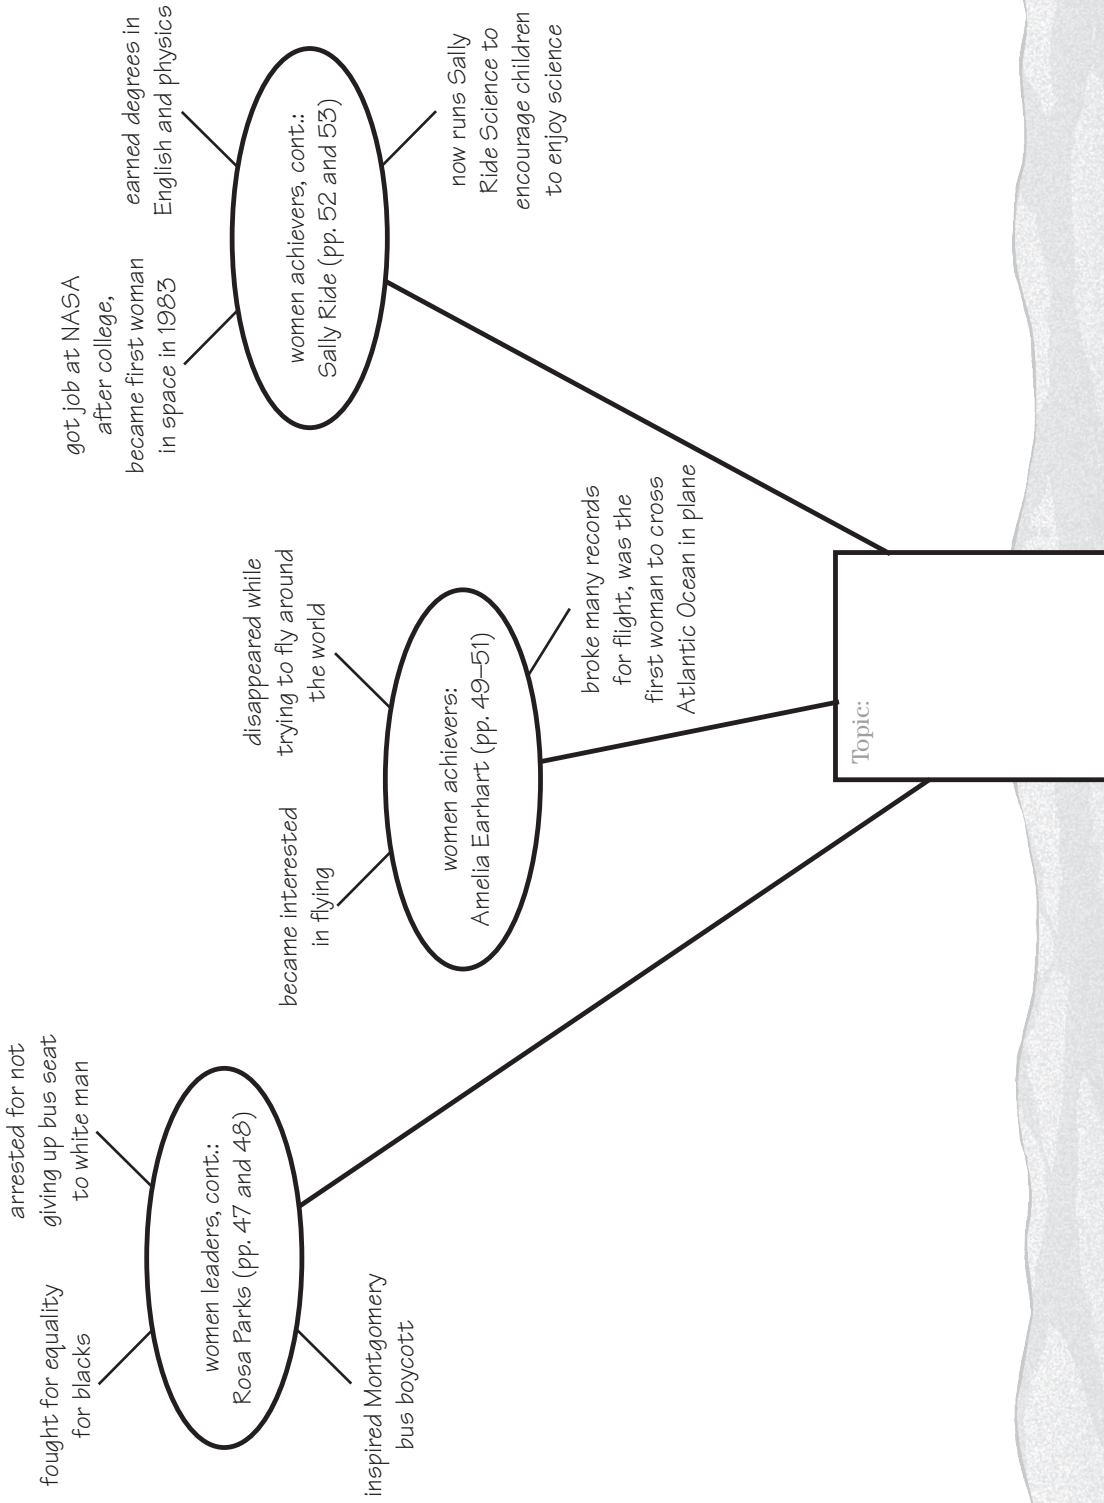 fought for equality
for blacks
arrested for not
giving up bus seat
to white man
women leaders, cont.:
Rosa Parks (pp. 47 and 48)
inspired Montgomery
bus boycott
became interested
in flying
disappeared while
trying to fly around
the world
women achievers:
Amelia Earhart (pp. 49–51)
broke many records
for flight, was the
first woman to cross
Atlantic Ocean in plane
got job at NASA
after college,
became first woman
in space in 1983
earned degrees in
English and physics
women achievers, cont.:
Sally Ride (pp. 52 and 53)
now runs Sally
Ride Science to
encourage children
to enjoy science
Topic: